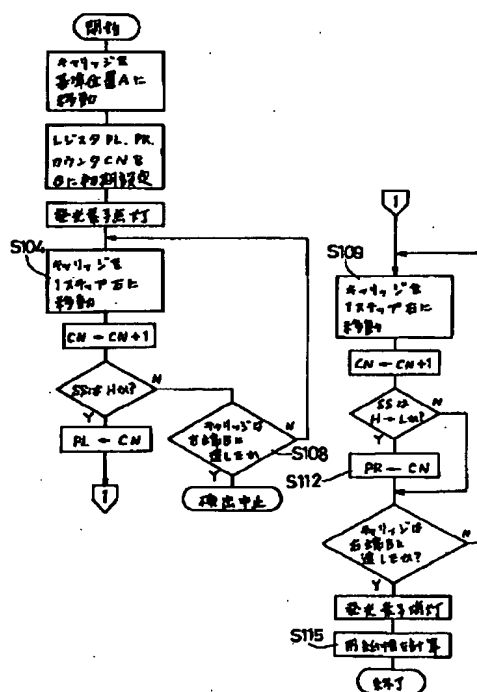 開始
キャリッジを
基準位置Aに
移動
レジスタPL、PR、
カウンタCNを
0に初期設定
発光素子点灯
S104
キャリッジを
1ステップ右に
移動
CN←CN+1
SSはHか?
N
Y
PL←CN
1
キャリッジは
右端Bに
達したか
N
S108
Y
検出中止
1
S109
キャリッジを
1ステップ右に
移動
CN←CN+1
SSは
H→Lか?
N
Y
S112
PR←CN
キャリッジは
右端Bに
達したか?
N
Y
発光素子消灯
S115
用紙幅を計算
終了